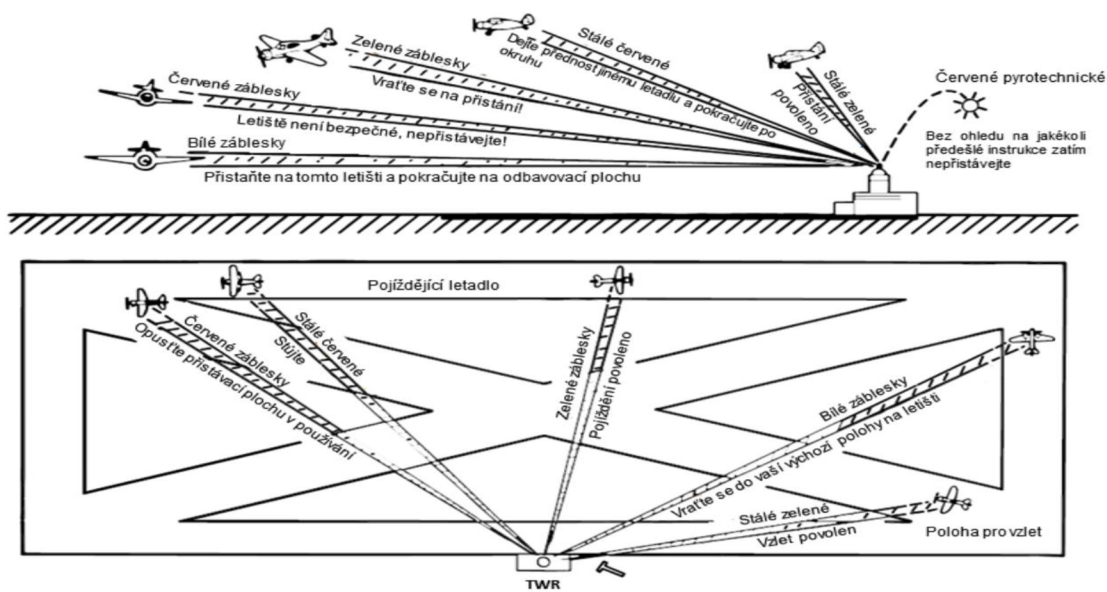 Stálé červené
Dejte přednost jinému letadlu a pokračujte po
okruhu
Zelené záblesky
Vraťte se na přistání!
Stálé zelené
Přistání
povoleno
Červené pyrotechnické
Bez ohledu na jakékoli
předešlé instrukce zatím
nepřistávejte
Červené záblesky
Letiště není bezpečné, nepřistávejte!
Bílé záblesky
Přistaňte na tomto letišti a pokračujte na odbavovací plochu
Pojíždějící letadlo
Červené záblesky
Opusťte přistávací plochu v používání
Stálé červené
Stůjte
Zelené záblesky
Pojíždění povoleno
Bílé záblesky
Vraťte se do vaší výchozí polohy na letišti
Stálé zelené
Vzlet povolen
Poloha pro vzlet
TWR